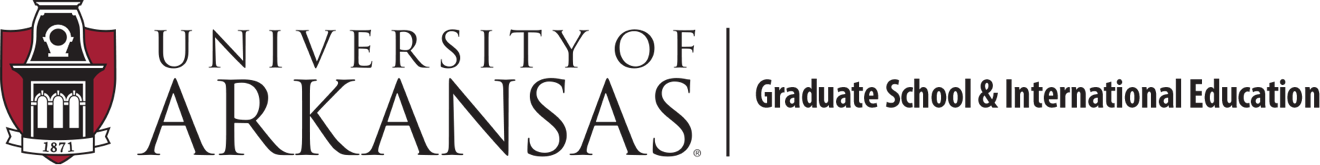 UNIVERSITY OF
ARKANSAS®
Graduate School & International Education
1871